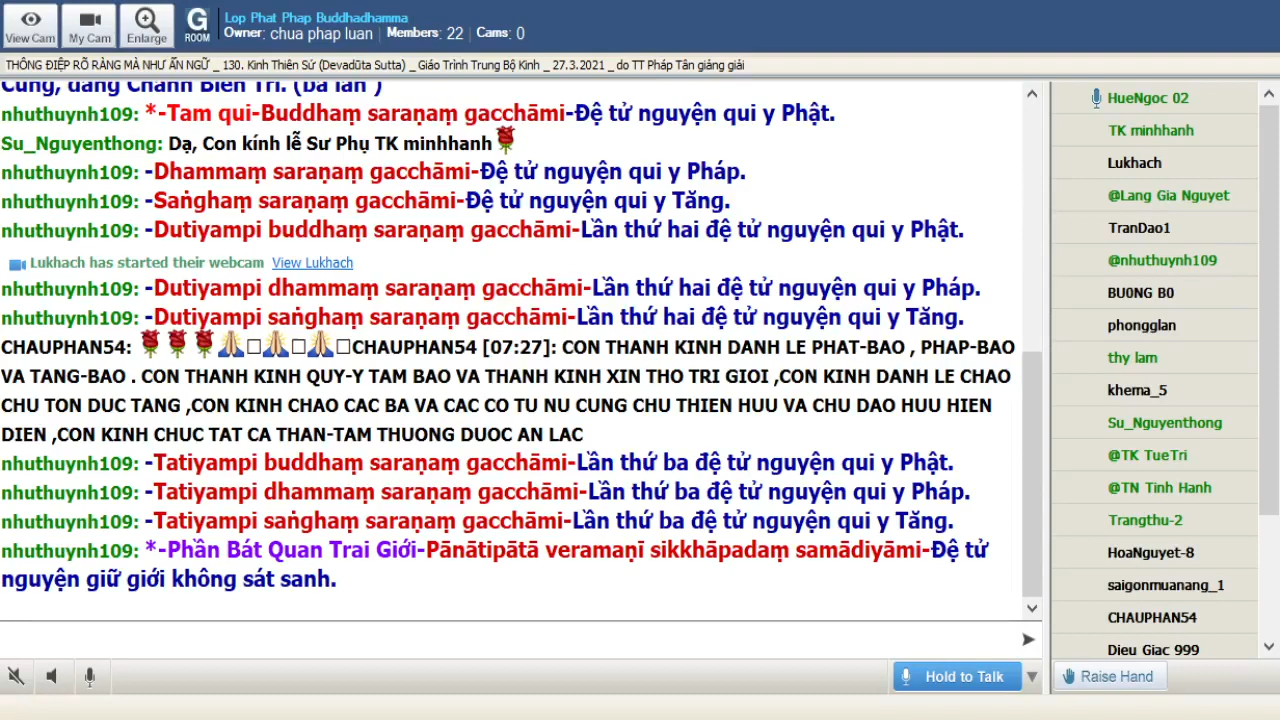 View Cam
My Cam
Enlarge
G
ROOM
Lop Phat Phap Buddhadhamma
Owner: chua phap luan | Members: 22 | Cams: 0
THÔNG ĐIỆP RÕ RÀNG MÀ NHƯ ẨN NGỮ _ 130. Kinh Thiên Sứ (Devadūta Sutta) _ Giáo Trình Trung Bộ Kinh _ 27.3.2021 _ do TT Pháp Tân giảng giải
Cúng, đấng Chánh Biến Tri. (ba lần )
nhuthuynh109: *-Tam qui-Buddhaṃ saraṇaṃ gacchāmi-Đệ tử nguyện qui y Phật.
Su_Nguyenthong: Dạ, Con kính lễ Sư Phụ TK minhhanh🌹
nhuthuynh109: -Dhammaṃ saraṇaṃ gacchāmi-Đệ tử nguyện qui y Pháp.
nhuthuynh109: -Saṅghaṃ saraṇaṃ gacchāmi-Đệ tử nguyện qui y Tăng.
nhuthuynh109: -Dutiyampi buddhaṃ saraṇaṃ gacchāmi-Lần thứ hai đệ tử nguyện qui y Phật.
Lukhach has started their webcam View Lukhach
nhuthuynh109: -Dutiyampi dhammaṃ saraṇaṃ gacchāmi-Lần thứ hai đệ tử nguyện qui y Pháp.
nhuthuynh109: -Dutiyampi saṅghaṃ saraṇaṃ gacchāmi-Lần thứ hai đệ tử nguyện qui y Tăng.
CHAUPHAN54: 🌹🌹🌹🙏□🙏□🙏□CHAUPHAN54 [07:27]: CON THANH KINH DANH LE PHAT-BAO , PHAP-BAO
VA TANG-BAO . CON THANH KINH QUY-Y TAM BAO VA THANH KINH XIN THO TRI GIOI ,CON KINH DANH LE CHAO
CHU TON DUC TANG ,CON KINH CHAO CAC BA VA CAC CO TU NU CUNG CHU THIEN HUU VA CHU DAO HUU HIEN
DIEN ,CON KINH CHUC TAT CA THAN-TAM THUONG DUOC AN LAC
nhuthuynh109: -Tatiyampi buddhaṃ saraṇaṃ gacchāmi-Lần thứ ba đệ tử nguyện qui y Phật.
nhuthuynh109: -Tatiyampi dhammaṃ saraṇaṃ gacchāmi-Lần thứ ba đệ tử nguyện qui y Pháp.
nhuthuynh109: -Tatiyampi saṅghaṃ saraṇaṃ gacchāmi-Lần thứ ba đệ tử nguyện qui y Tăng.
nhuthuynh109: *-Phần Bát Quan Trai Giới-Pānātipātā veramaṇī sikkhāpadaṃ samādiyāmi-Đệ tử
nguyện giữ giới không sát sanh.
Hold to Talk
HueNgoc 02
TK minhhanh
Lukhach
@Lang Gia Nguyet
TranDao1
@nhuthuynh109
BU0NG B0
phongglan
thy lam
khema_5
Su_Nguyenthong
@TK TueTri
@TN Tinh Hanh
Trangthu-2
HoaNguyet-8
saigonmuanang_1
CHAUPHAN54
Dieu Giac 999
Raise Hand